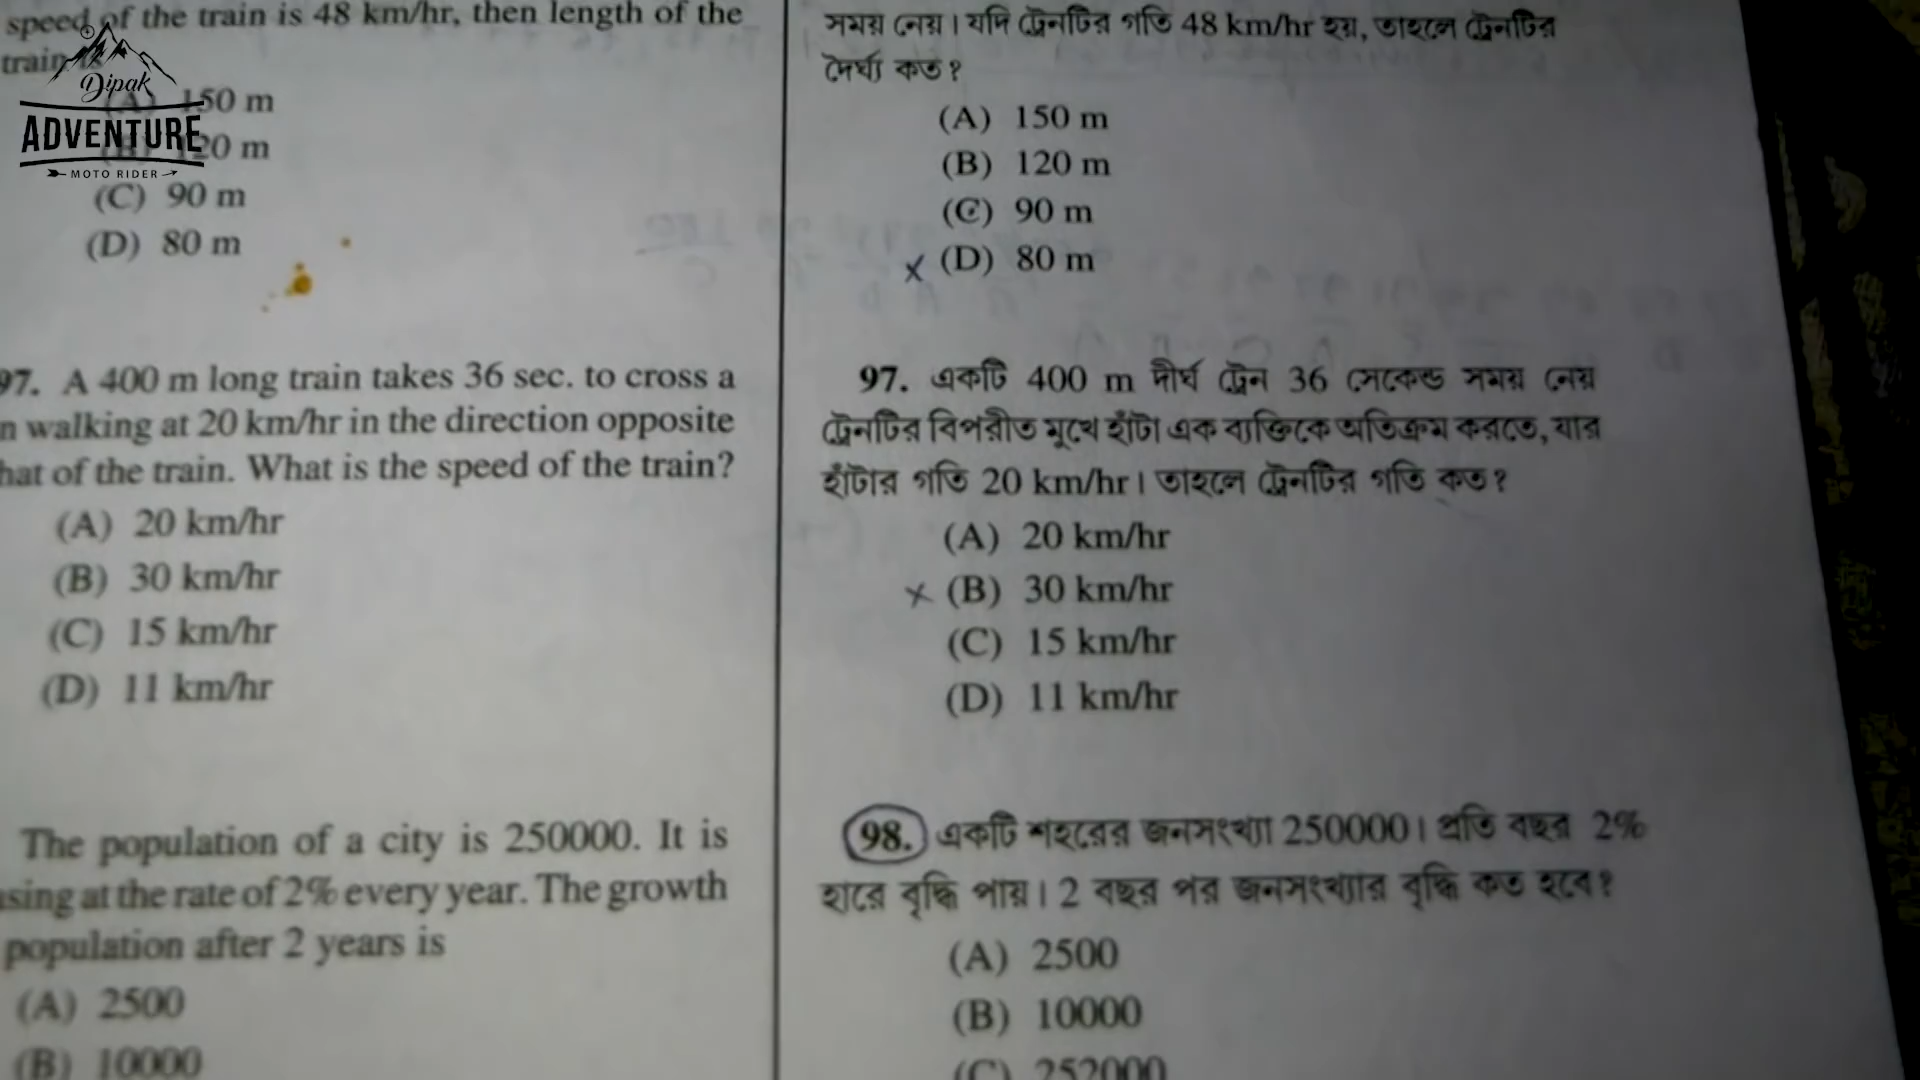 speed of the train is 48 km/hr, then length of the
train
Dipak
ADVENTURE
MOTO RIDER
150 m
120 m
(C) 90 m
(D) 80 m
97. A 400 m long train takes 36 sec. to cross a
n walking at 20 km/hr in the direction opposite
hat of the train. What is the speed of the train?
(A) 20 km/hr
(B) 30 km/hr
(C) 15 km/hr
(D) 11 km/hr
The population of a city is 250000. It is
sing at the rate of 2% every year. The growth
population after 2 years is
(A) 2500
(B) 10000
সময় নেয়। যদি ট্রেনটির গতি 48 km/hr হয়, তাহলে ট্রেনটির
দৈর্ঘ্য কত?
(A) 150 m
(B) 120 m
(C) 90 m
(D) 80 m
97. একটি 400 m দীর্ঘ ট্রেন 36 সেকেন্ড সময় নেয়
ট্রেনটির বিপরীত মুখে হাঁটা এক ব্যক্তিকে অতিক্রম করতে, যার
হাঁটার গতি 20 km/hr। তাহলে ট্রেনটির গতি কত?
(A) 20 km/hr
(B) 30 km/hr
(C) 15 km/hr
(D) 11 km/hr
98. একটি শহরের জনসংখ্যা 250000। প্রতি বছর 2%
হারে বৃদ্ধি পায়। 2 বছর পর জনসংখ্যার বৃদ্ধি কত হবে?
(A) 2500
(B) 10000
(C) 252000